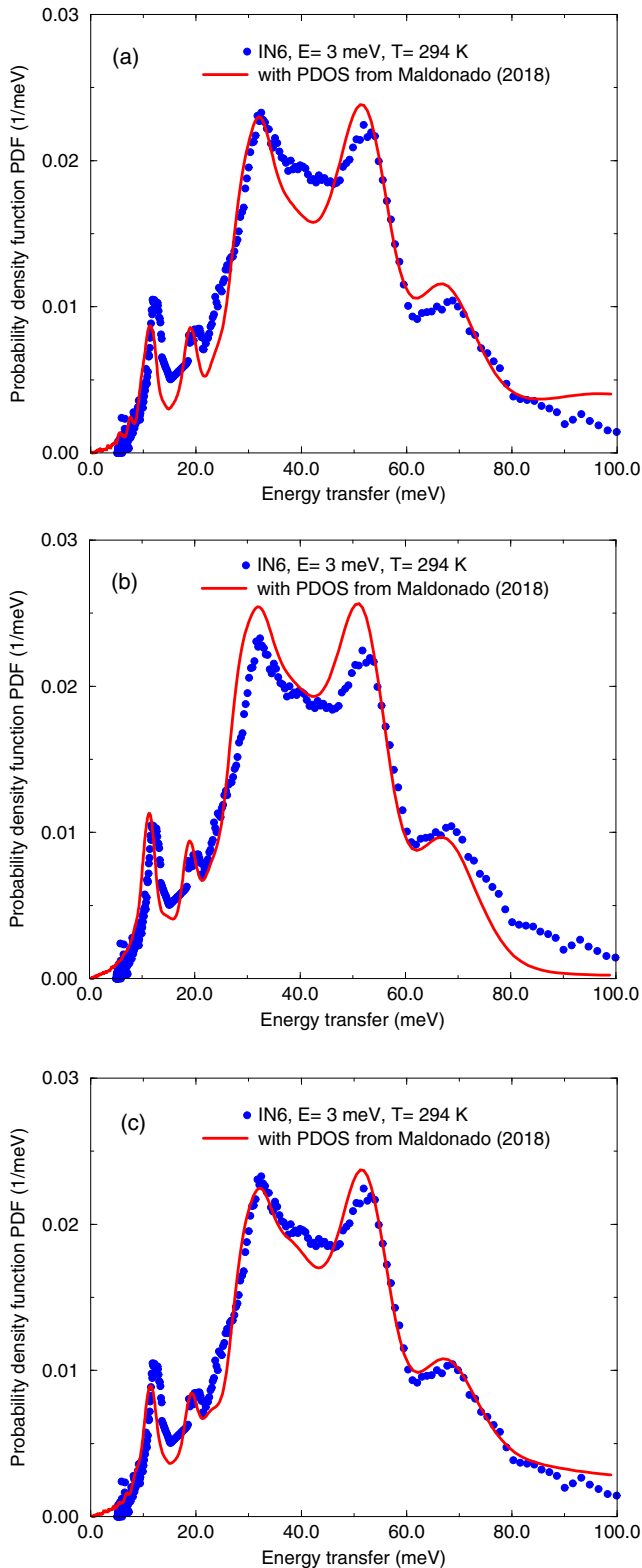 0.03
(a)
IN6, E= 3 meV, T= 294 K
with PDOS from Maldonado (2018)
0.02
0.01
0.00
0.0 20.0 40.0 60.0 80.0 100.0
Energy transfer (meV)
Probability density function PDF (1/meV)
0.03
(b)
IN6, E= 3 meV, T= 294 K
with PDOS from Maldonado (2018)
0.02
0.01
0.00
0.0 20.0 40.0 60.0 80.0 100.0
Energy transfer (meV)
Probability density function PDF (1/meV)
0.03
(c)
IN6, E= 3 meV, T= 294 K
with PDOS from Maldonado (2018)
0.02
0.01
0.00
0.0 20.0 40.0 60.0 80.0 100.0
Energy transfer (meV)
Probability density function PDF (1/meV)